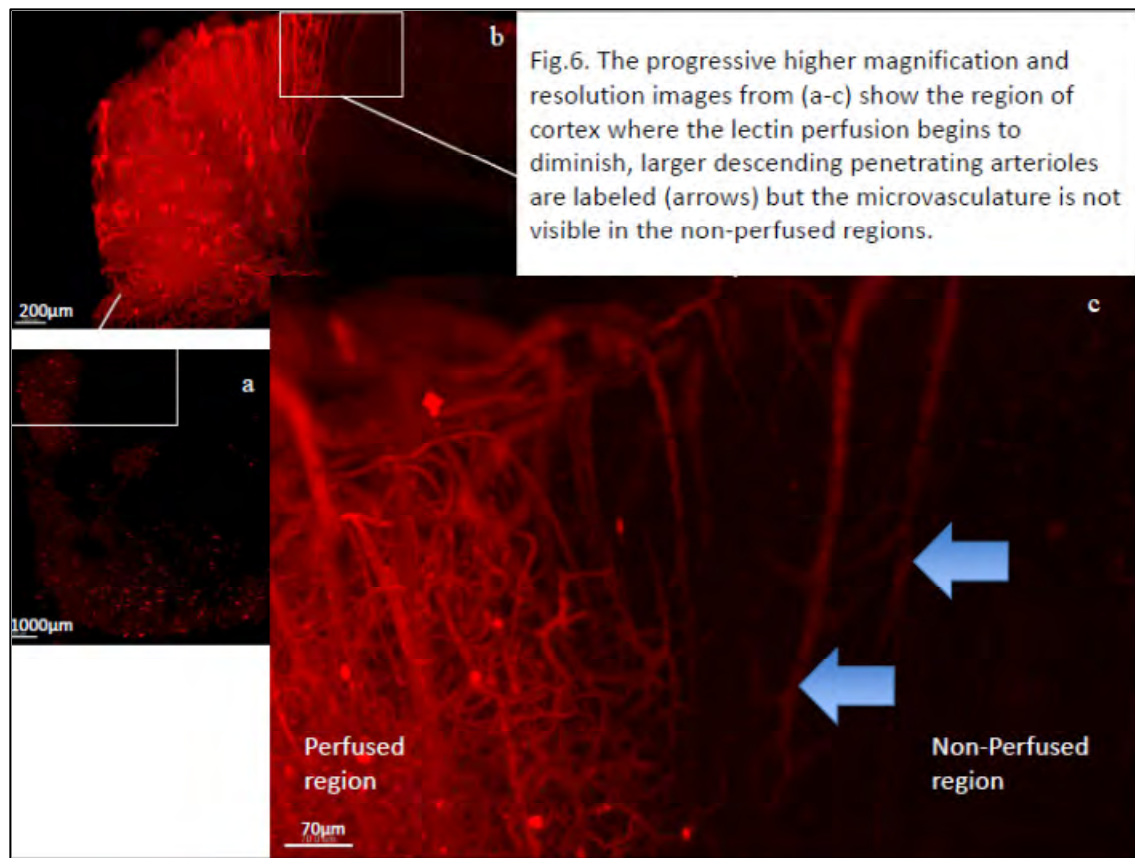 b
Fig.6. The progressive higher magnification and
resolution images from (a-c) show the region of
cortex where the lectin perfusion begins to
diminish, larger descending penetrating arterioles
are labeled (arrows) but the microvasculature is not
visible in the non-perfused regions.
200µm
c
a
1000µm
Perfused
region
Non-Perfused
region
70µm